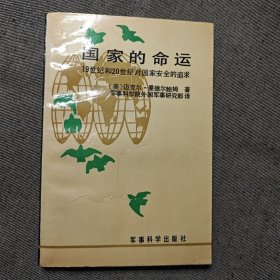 国家的命运
19世纪和20世纪对国家安全的追求
〔美〕迈克尔·曼德尔鲍姆 著
军事科学院外国军事研究部 译
军事科学出版社